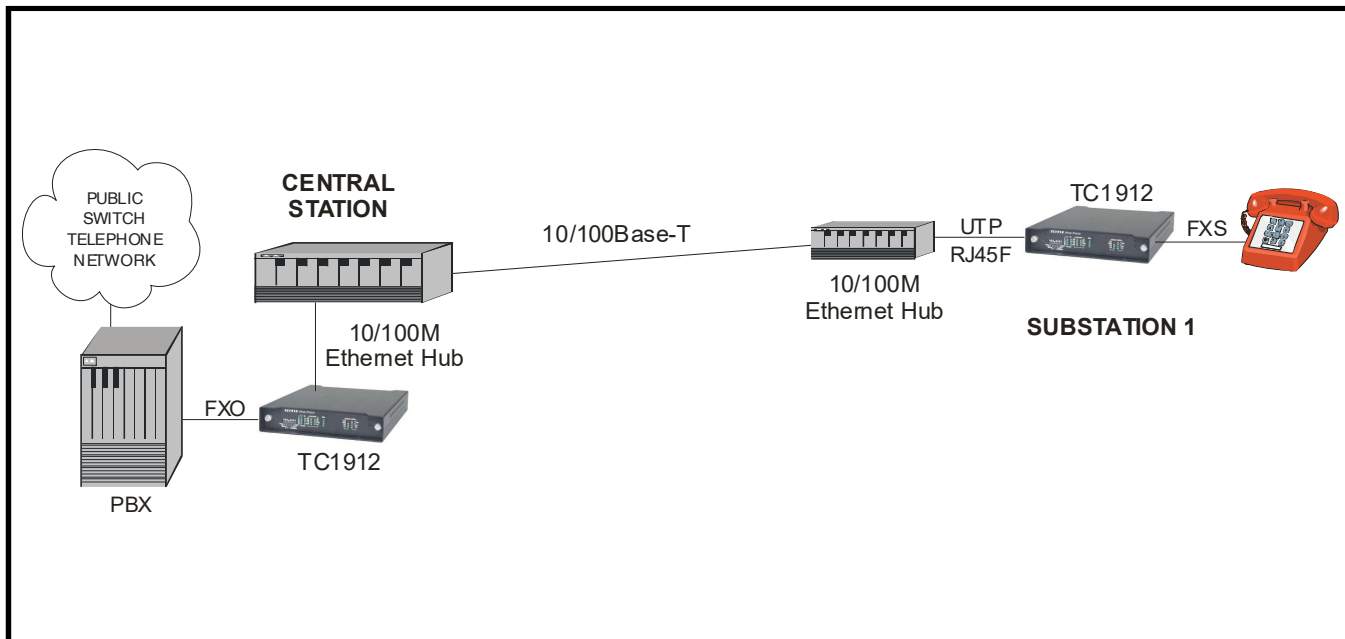 PUBLIC
SWITCH
TELEPHONE
NETWORK
CENTRAL
STATION
10/100M
Ethernet Hub
FXO
TC1912
PBX
10/100Base-T
10/100M
Ethernet Hub
UTP
RJ45F
TC1912
FXS
SUBSTATION 1